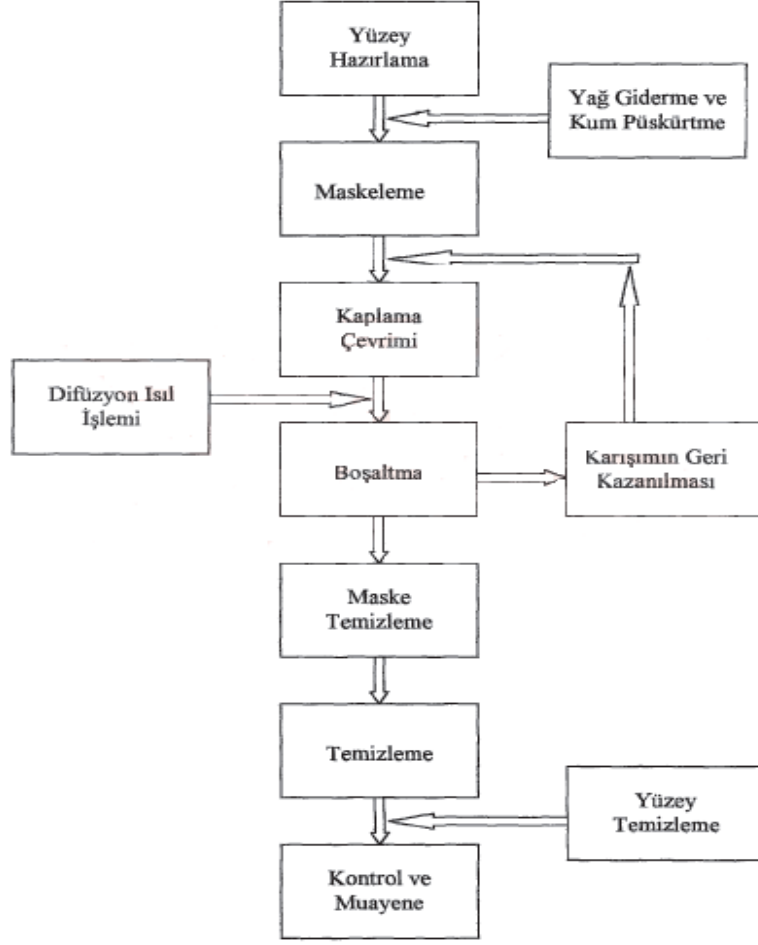 Yüzey
Hazırlama
Yağ Giderme ve
Kum Püskürtme
Maskeleme
Kaplama
Çevrimi
Difüzyon Isıl
İşlemi
Boşaltma
Karışımın Geri
Kazanılması
Maske
Temizleme
Temizleme
Yüzey
Temizleme
Kontrol ve
Muayene